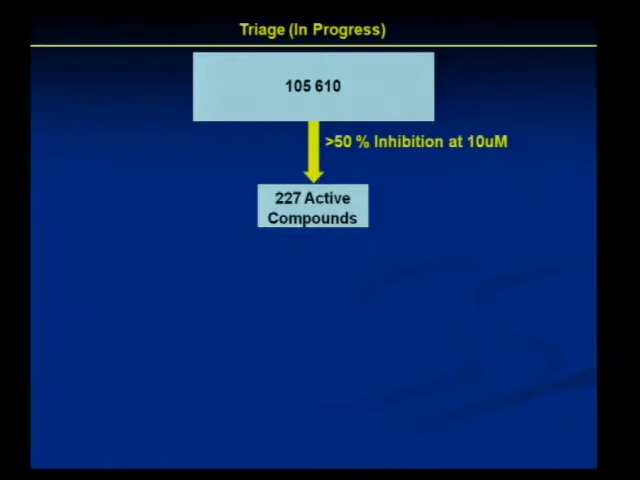 Triage (In Progress)
105 610
>50 % Inhibition at 10uM
227 Active
Compounds